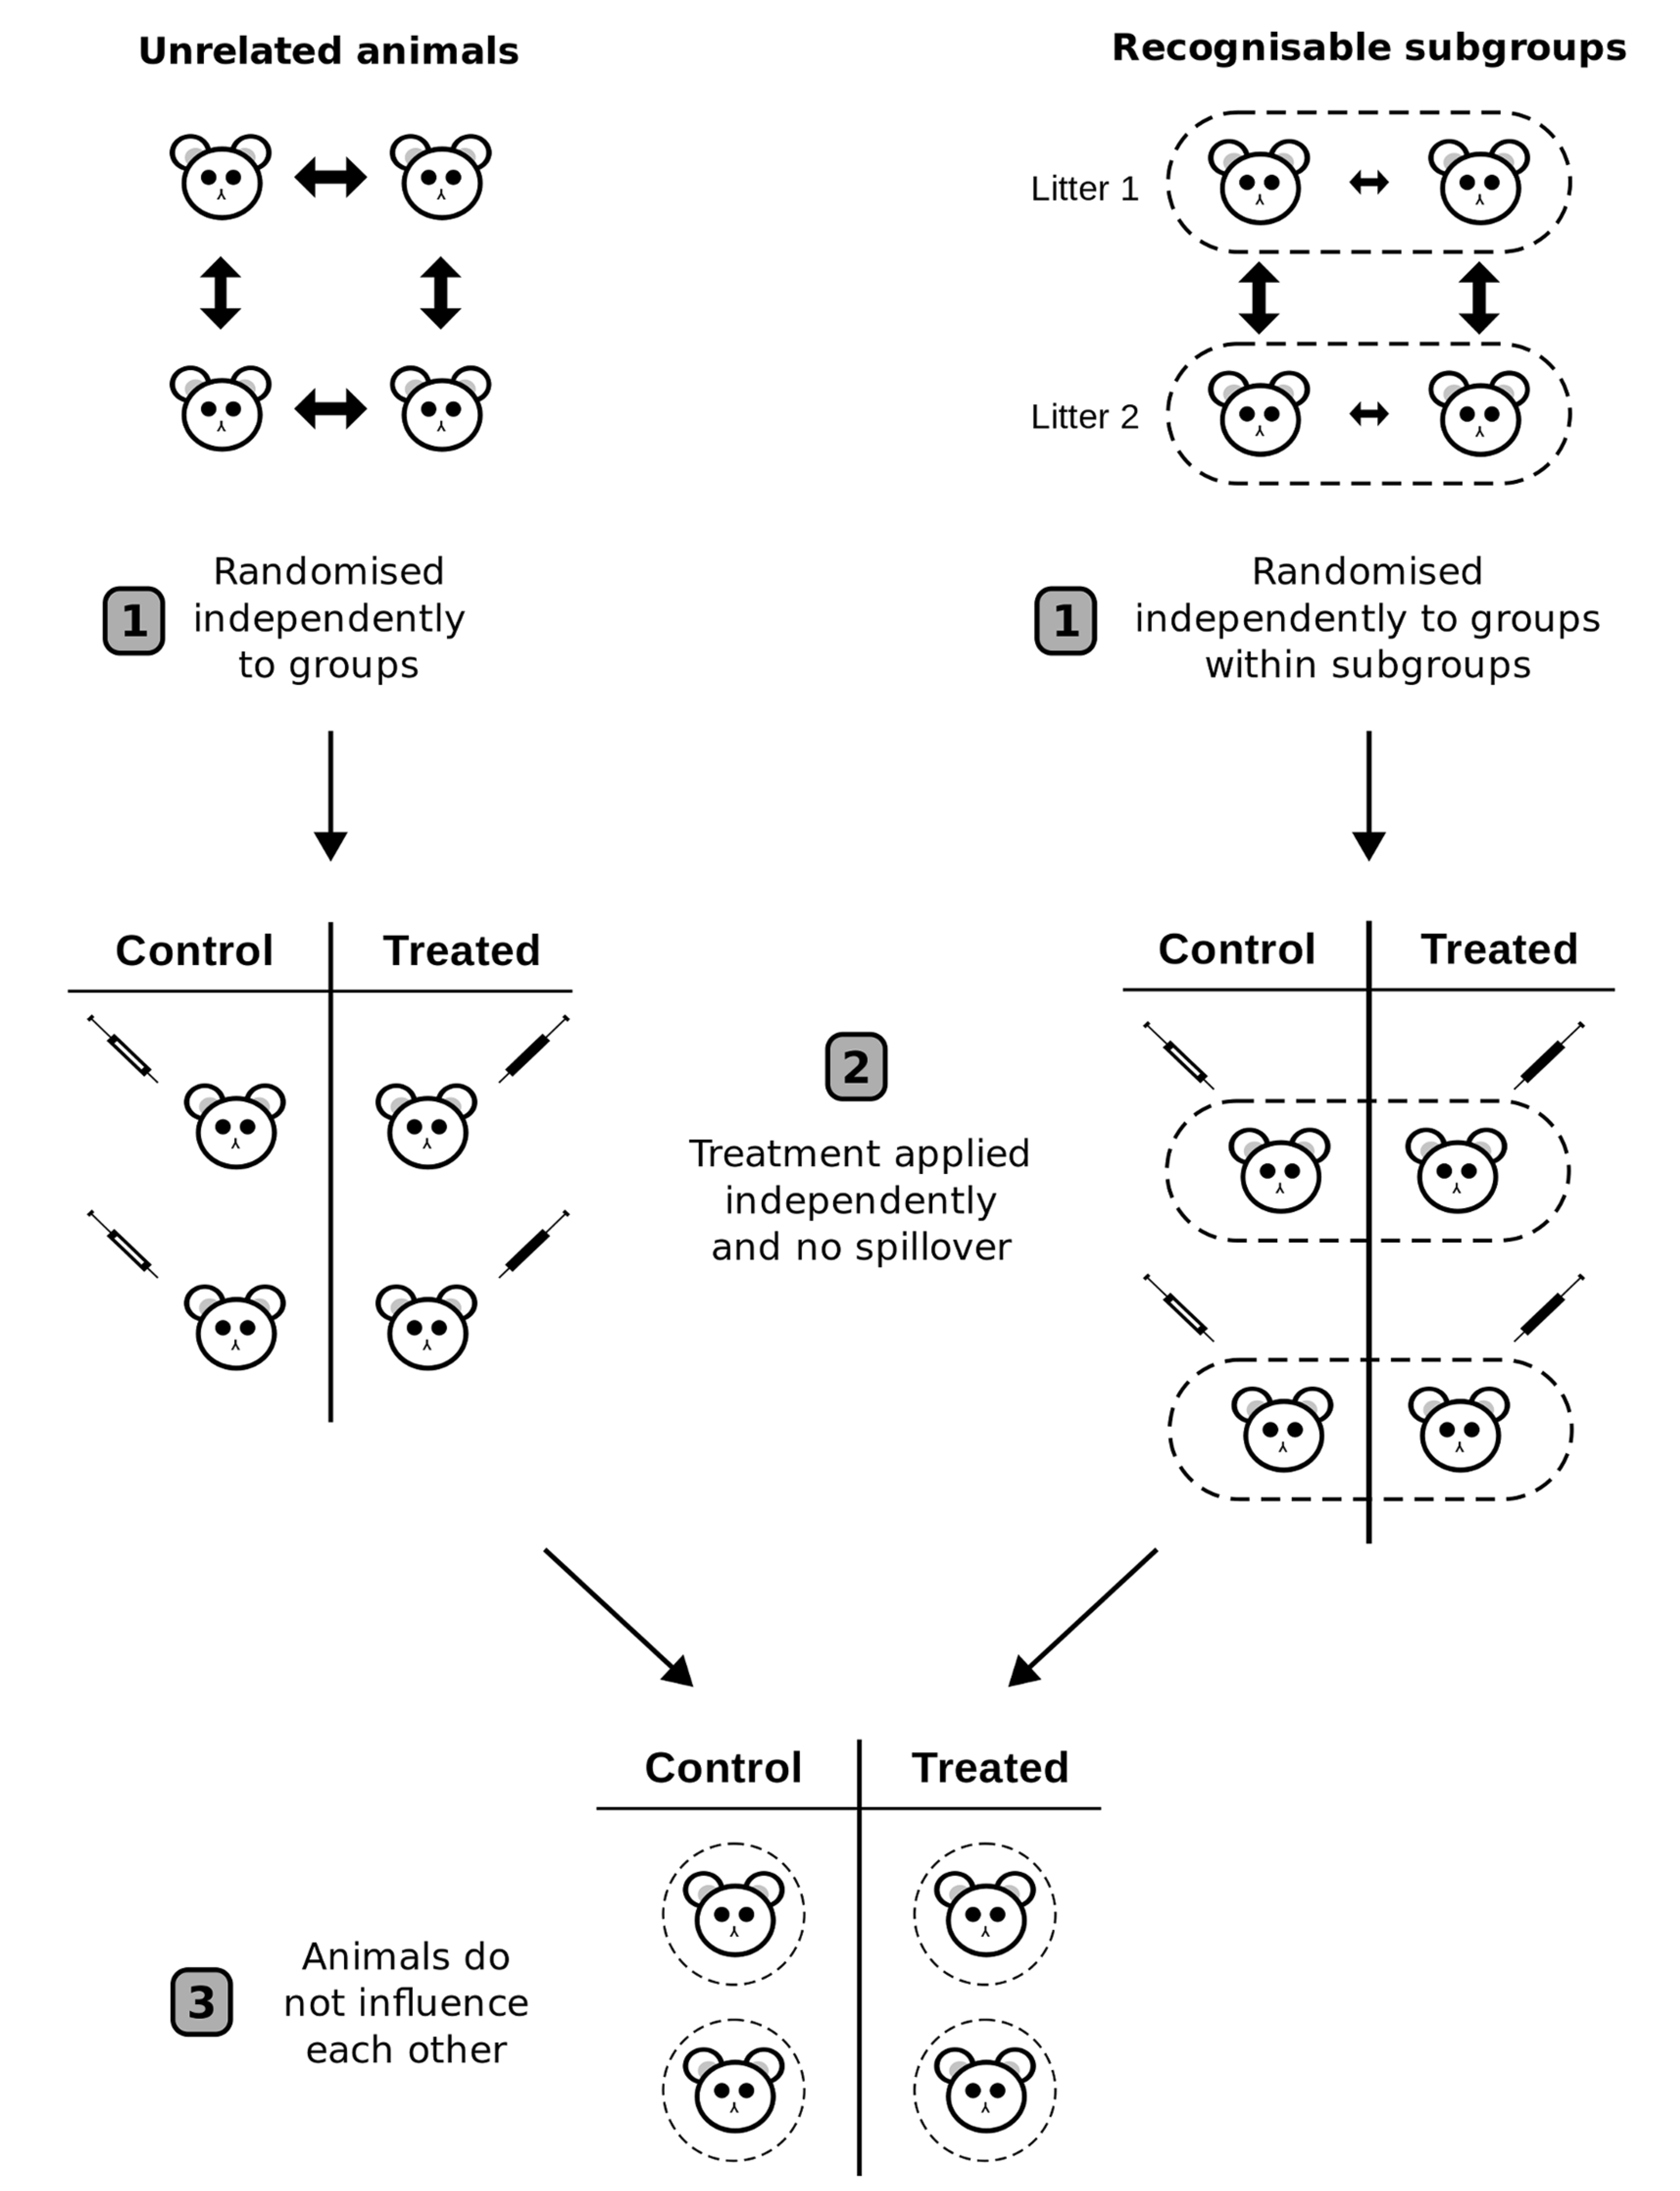 Unrelated animals
Recognisable subgroups
Litter 1
Litter 2
1
Randomised
independently
to groups
1
Randomised
independently to groups
within subgroups
Control
Treated
2
Treatment applied
independently
and no spillover
Control
Treated
Control
Treated
3
Animals do
not influence
each other